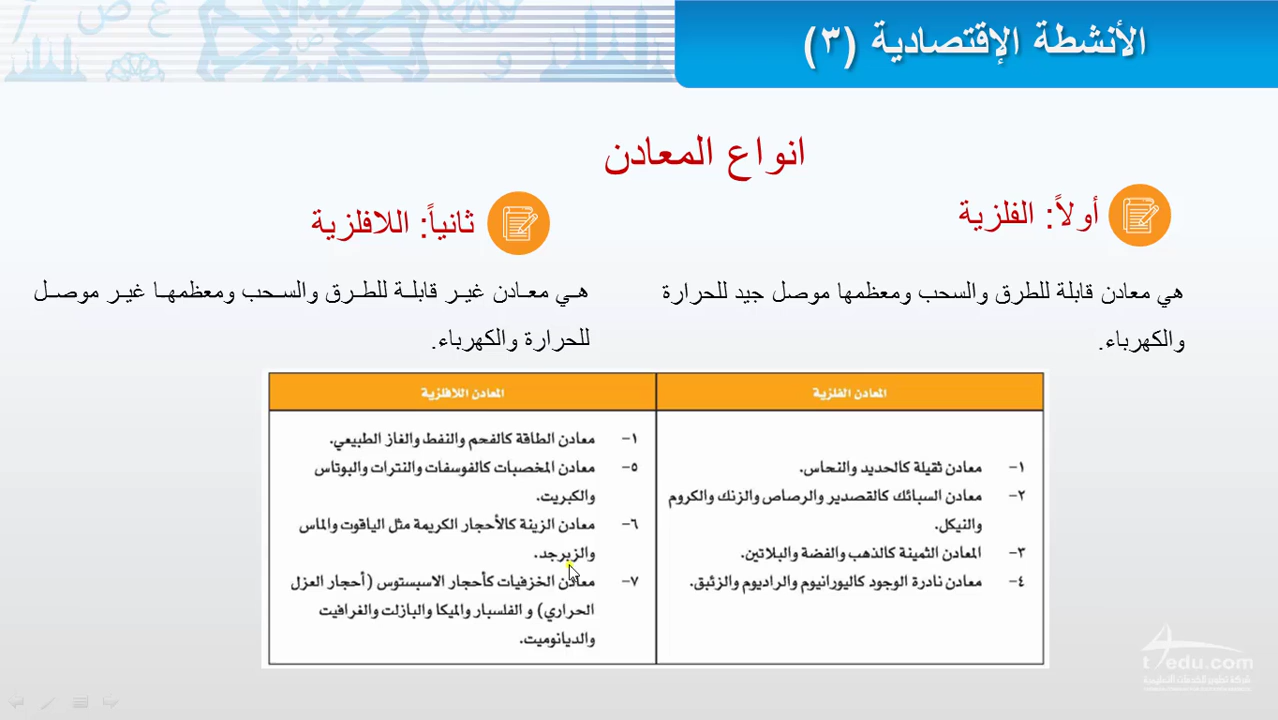 الأنشطة الإقتصادية (٣)
انواع المعادن
أولاً: الفلزية
هي معادن قابلة للطرق والسحب ومعظمها موصل جيد للحرارة
والكهرباء.
ثانياً: اللافلزية
هي معادن غير قابلة للطرق والسحب ومعظمها غير موصل
للحرارة والكهرباء.
المعادن الفلزية
١- معادن ثقيلة كالحديد والنحاس.
٢- معادن السبائك كالقصدير والرصاص والزنك والكروم
والنيكل.
٣- المعادن الثمينة كالذهب والفضة والبلاتين.
٤- معادن نادرة الوجود كاليورانيوم والراديوم والزئبق.
المعادن اللافلزية
١- معادن الطاقة كالفحم والنفط والغاز الطبيعي.
٥- معادن المخصبات كالفوسفات والنترات والبوتاس
والكبريت.
٦- معادن الزينة كالأحجار الكريمة مثل الياقوت والماس
والزبرجد.
٧- معادن الخزفيات كأحجار الاسبستوس (أحجار العزل
الحراري) و الفلسبار والميكا والبازلت والغرافيت
والديانوميت.
t4edu.com
شركة تطوير للخدمات التعليمية